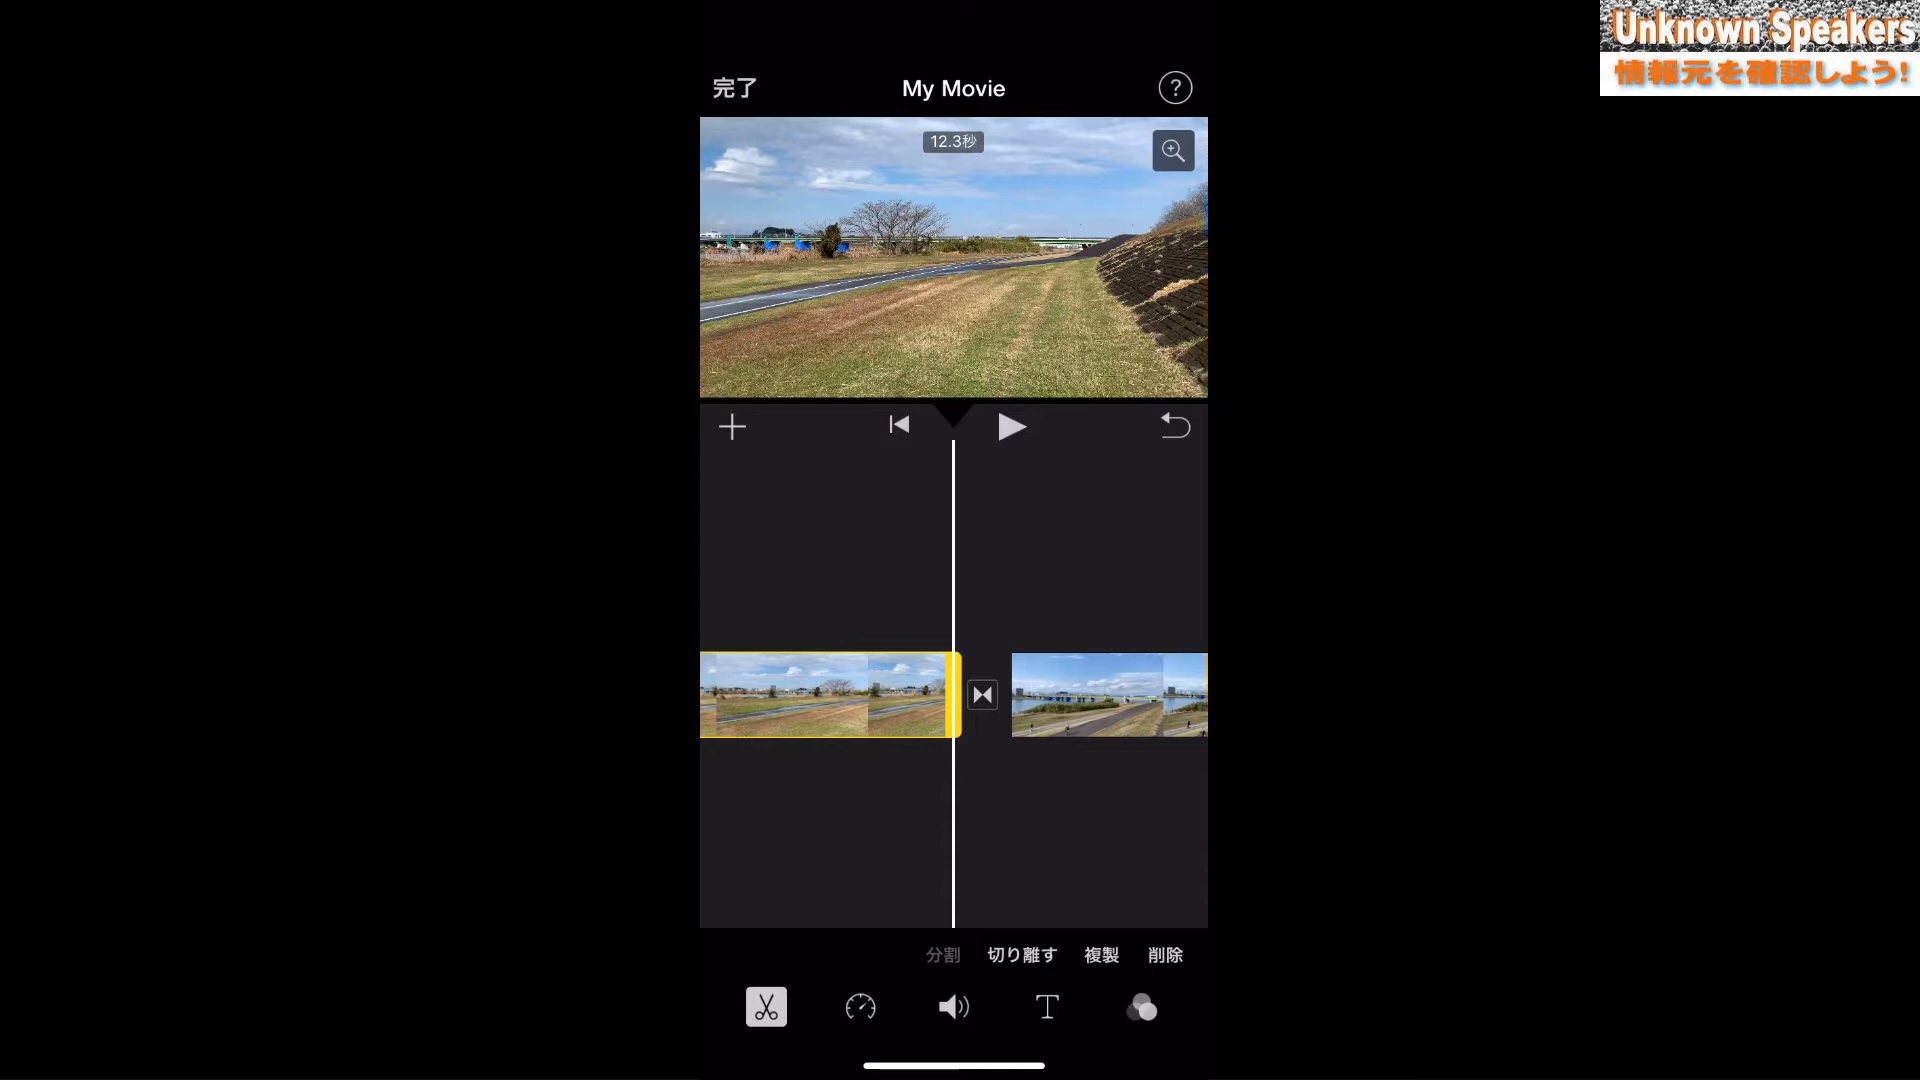 Unknown Speakers
情報元を確認しよう!
完了
My Movie
?
12.3秒
分割
切り離す
複製
削除
T